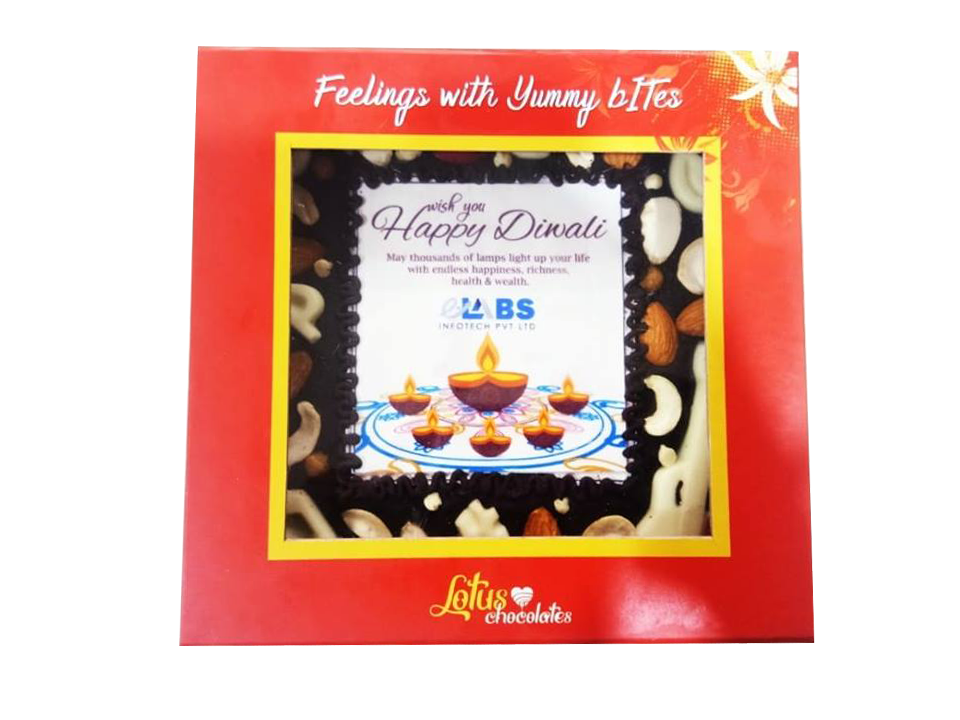 Feelings with Yummy bITes
wish you
Happy Diwali
May thousands of lamps light up your life
with endless happiness, richness,
health & wealth.
enLABS
INFOTECH PVT LTD
Lotus
chocolates